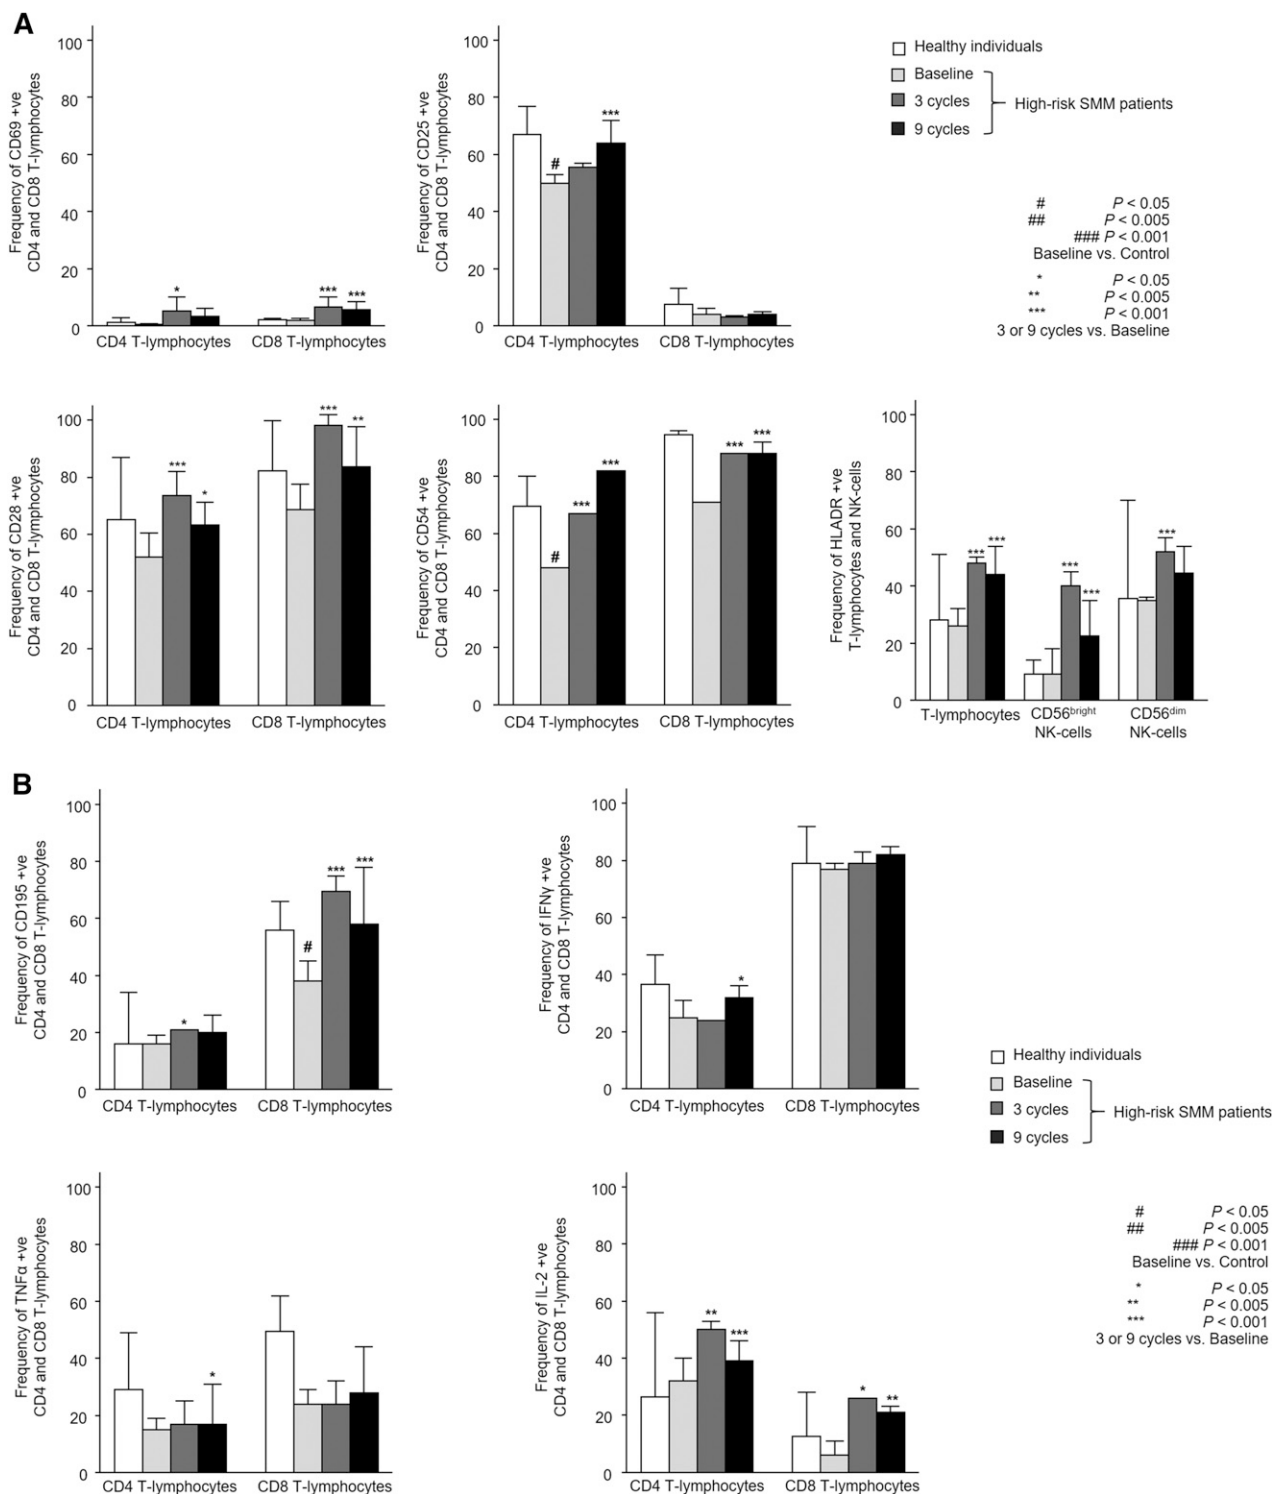 A
Frequency of CD69 +ve
CD4 and CD8 T-lymphocytes
100
80
60
40
20
0
*
***
***
CD4 T-lymphocytes
CD8 T-lymphocytes
Frequency of CD25 +ve
CD4 and CD8 T-lymphocytes
100
80
60
40
20
0
#
***
CD4 T-lymphocytes
CD8 T-lymphocytes
Healthy individuals
Baseline
3 cycles
9 cycles
High-risk SMM patients
# P < 0.05
## P < 0.005
### P < 0.001
Baseline vs. Control
* P < 0.05
** P < 0.005
*** P < 0.001
3 or 9 cycles vs. Baseline
Frequency of CD28 +ve
CD4 and CD8 T-lymphocytes
100
80
60
40
20
0
***
*
***
**
CD4 T-lymphocytes
CD8 T-lymphocytes
Frequency of CD54 +ve
CD4 and CD8 T-lymphocytes
100
80
60
40
20
0
#
***
***
***
***
CD4 T-lymphocytes
CD8 T-lymphocytes
Frequency of HLADR +ve
T-lymphocytes and NK-cells
100
80
60
40
20
0
***
***
***
***
***
T-lymphocytes
CD56bright
NK-cells
CD56dim
NK-cells
B
Frequency of CD195 +ve
CD4 and CD8 T-lymphocytes
100
80
60
40
20
0
*
#
***
***
CD4 T-lymphocytes
CD8 T-lymphocytes
Frequency of IFNγ +ve
CD4 and CD8 T-lymphocytes
100
80
60
40
20
0
*
CD4 T-lymphocytes
CD8 T-lymphocytes
Healthy individuals
Baseline
3 cycles
9 cycles
High-risk SMM patients
Frequency of TNFα +ve
CD4 and CD8 T-lymphocytes
100
80
60
40
20
0
*
CD4 T-lymphocytes
CD8 T-lymphocytes
Frequency of IL-2 +ve
CD4 and CD8 T-lymphocytes
100
80
60
40
20
0
**
***
*
**
CD4 T-lymphocytes
CD8 T-lymphocytes
# P < 0.05
## P < 0.005
### P < 0.001
Baseline vs. Control
* P < 0.05
** P < 0.005
*** P < 0.001
3 or 9 cycles vs. Baseline